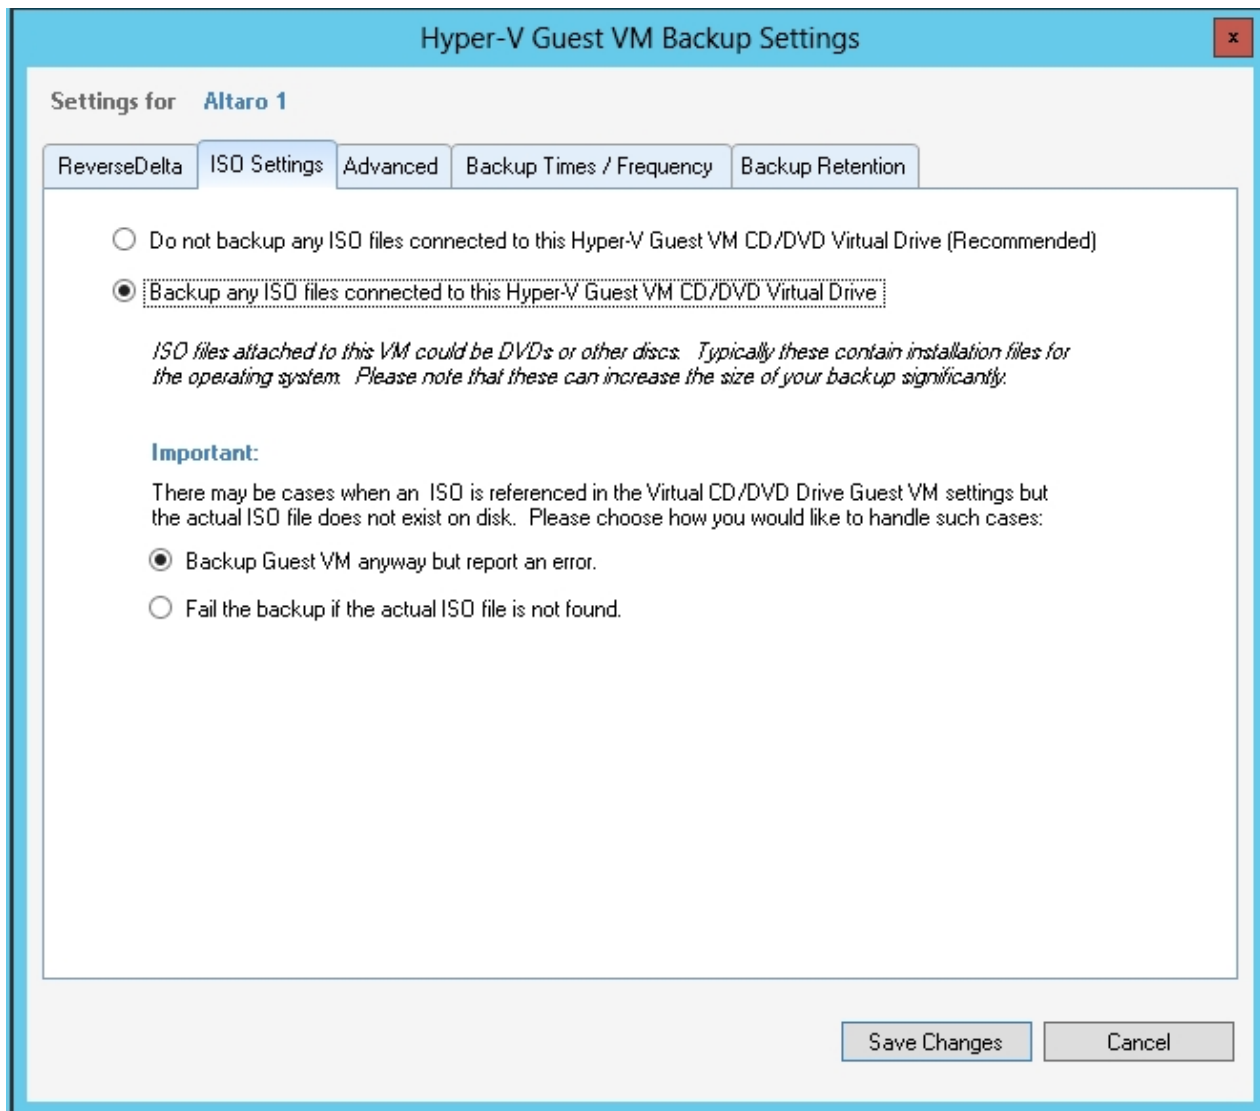 Hyper-V Guest VM Backup Settings
x
Settings for Altaro 1
ReverseDelta ISO Settings Advanced Backup Times / Frequency Backup Retention
Do not backup any ISO files connected to this Hyper-V Guest VM CD/DVD Virtual Drive (Recommended)
Backup any ISO files connected to this Hyper-V Guest VM CD/DVD Virtual Drive
ISO files attached to this VM could be DVDs or other discs. Typically these contain installation files for
the operating system. Please note that these can increase the size of your backup significantly.
Important:
There may be cases when an ISO is referenced in the Virtual CD/DVD Drive Guest VM settings but
the actual ISO file does not exist on disk. Please choose how you would like to handle such cases:
Backup Guest VM anyway but report an error.
Fail the backup if the actual ISO file is not found.
Save Changes Cancel